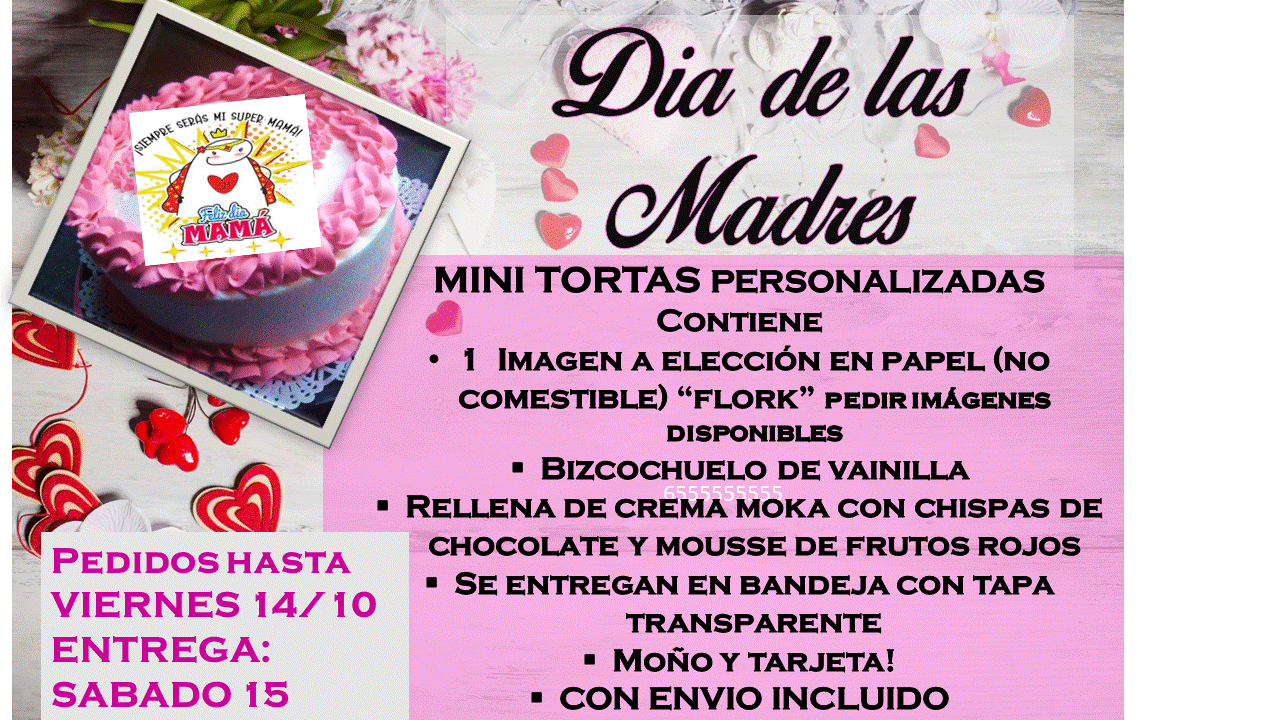 Dia de las
Madres
¡SIEMPRE SERÁS MI SUPER MAMÁ!
Feliz dia
MAMÁ
MINI TORTAS PERSONALIZADAS
CONTIENE
• 1 IMAGEN A ELECCIÓN EN PAPEL (NO
COMESTIBLE) “FLORK” PEDIR IMÁGENES
DISPONIBLES
▪ BIZCOCHUELO DE VAINILLA
6555555555
▪ RELLENA DE CREMA MOKA CON CHISPAS DE
CHOCOLATE Y MOUSSE DE FRUTOS ROJOS
▪ SE ENTREGAN EN BANDEJA CON TAPA
TRANSPARENTE
▪ MOÑO Y TARJETA!
▪ CON ENVIO INCLUIDO
PEDIDOS HASTA
VIERNES 14/10
ENTREGA:
SABADO 15